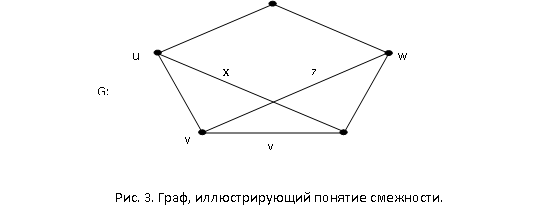 u
x
z
w
G:
v
v
Рис. 3. Граф, иллюстрирующий понятие смежности.